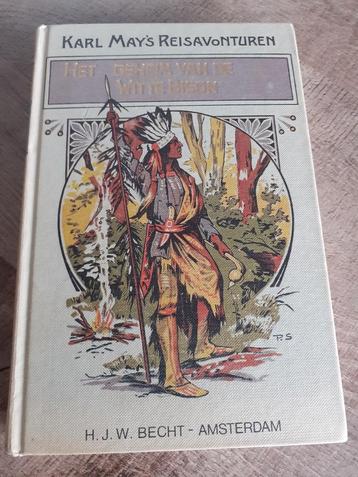 KARL MAY'S REISAVONTUREN
HET GEHEIM VAN DE
WITTE BISON
P.S
H. J. W. BECHT - AMSTERDAM